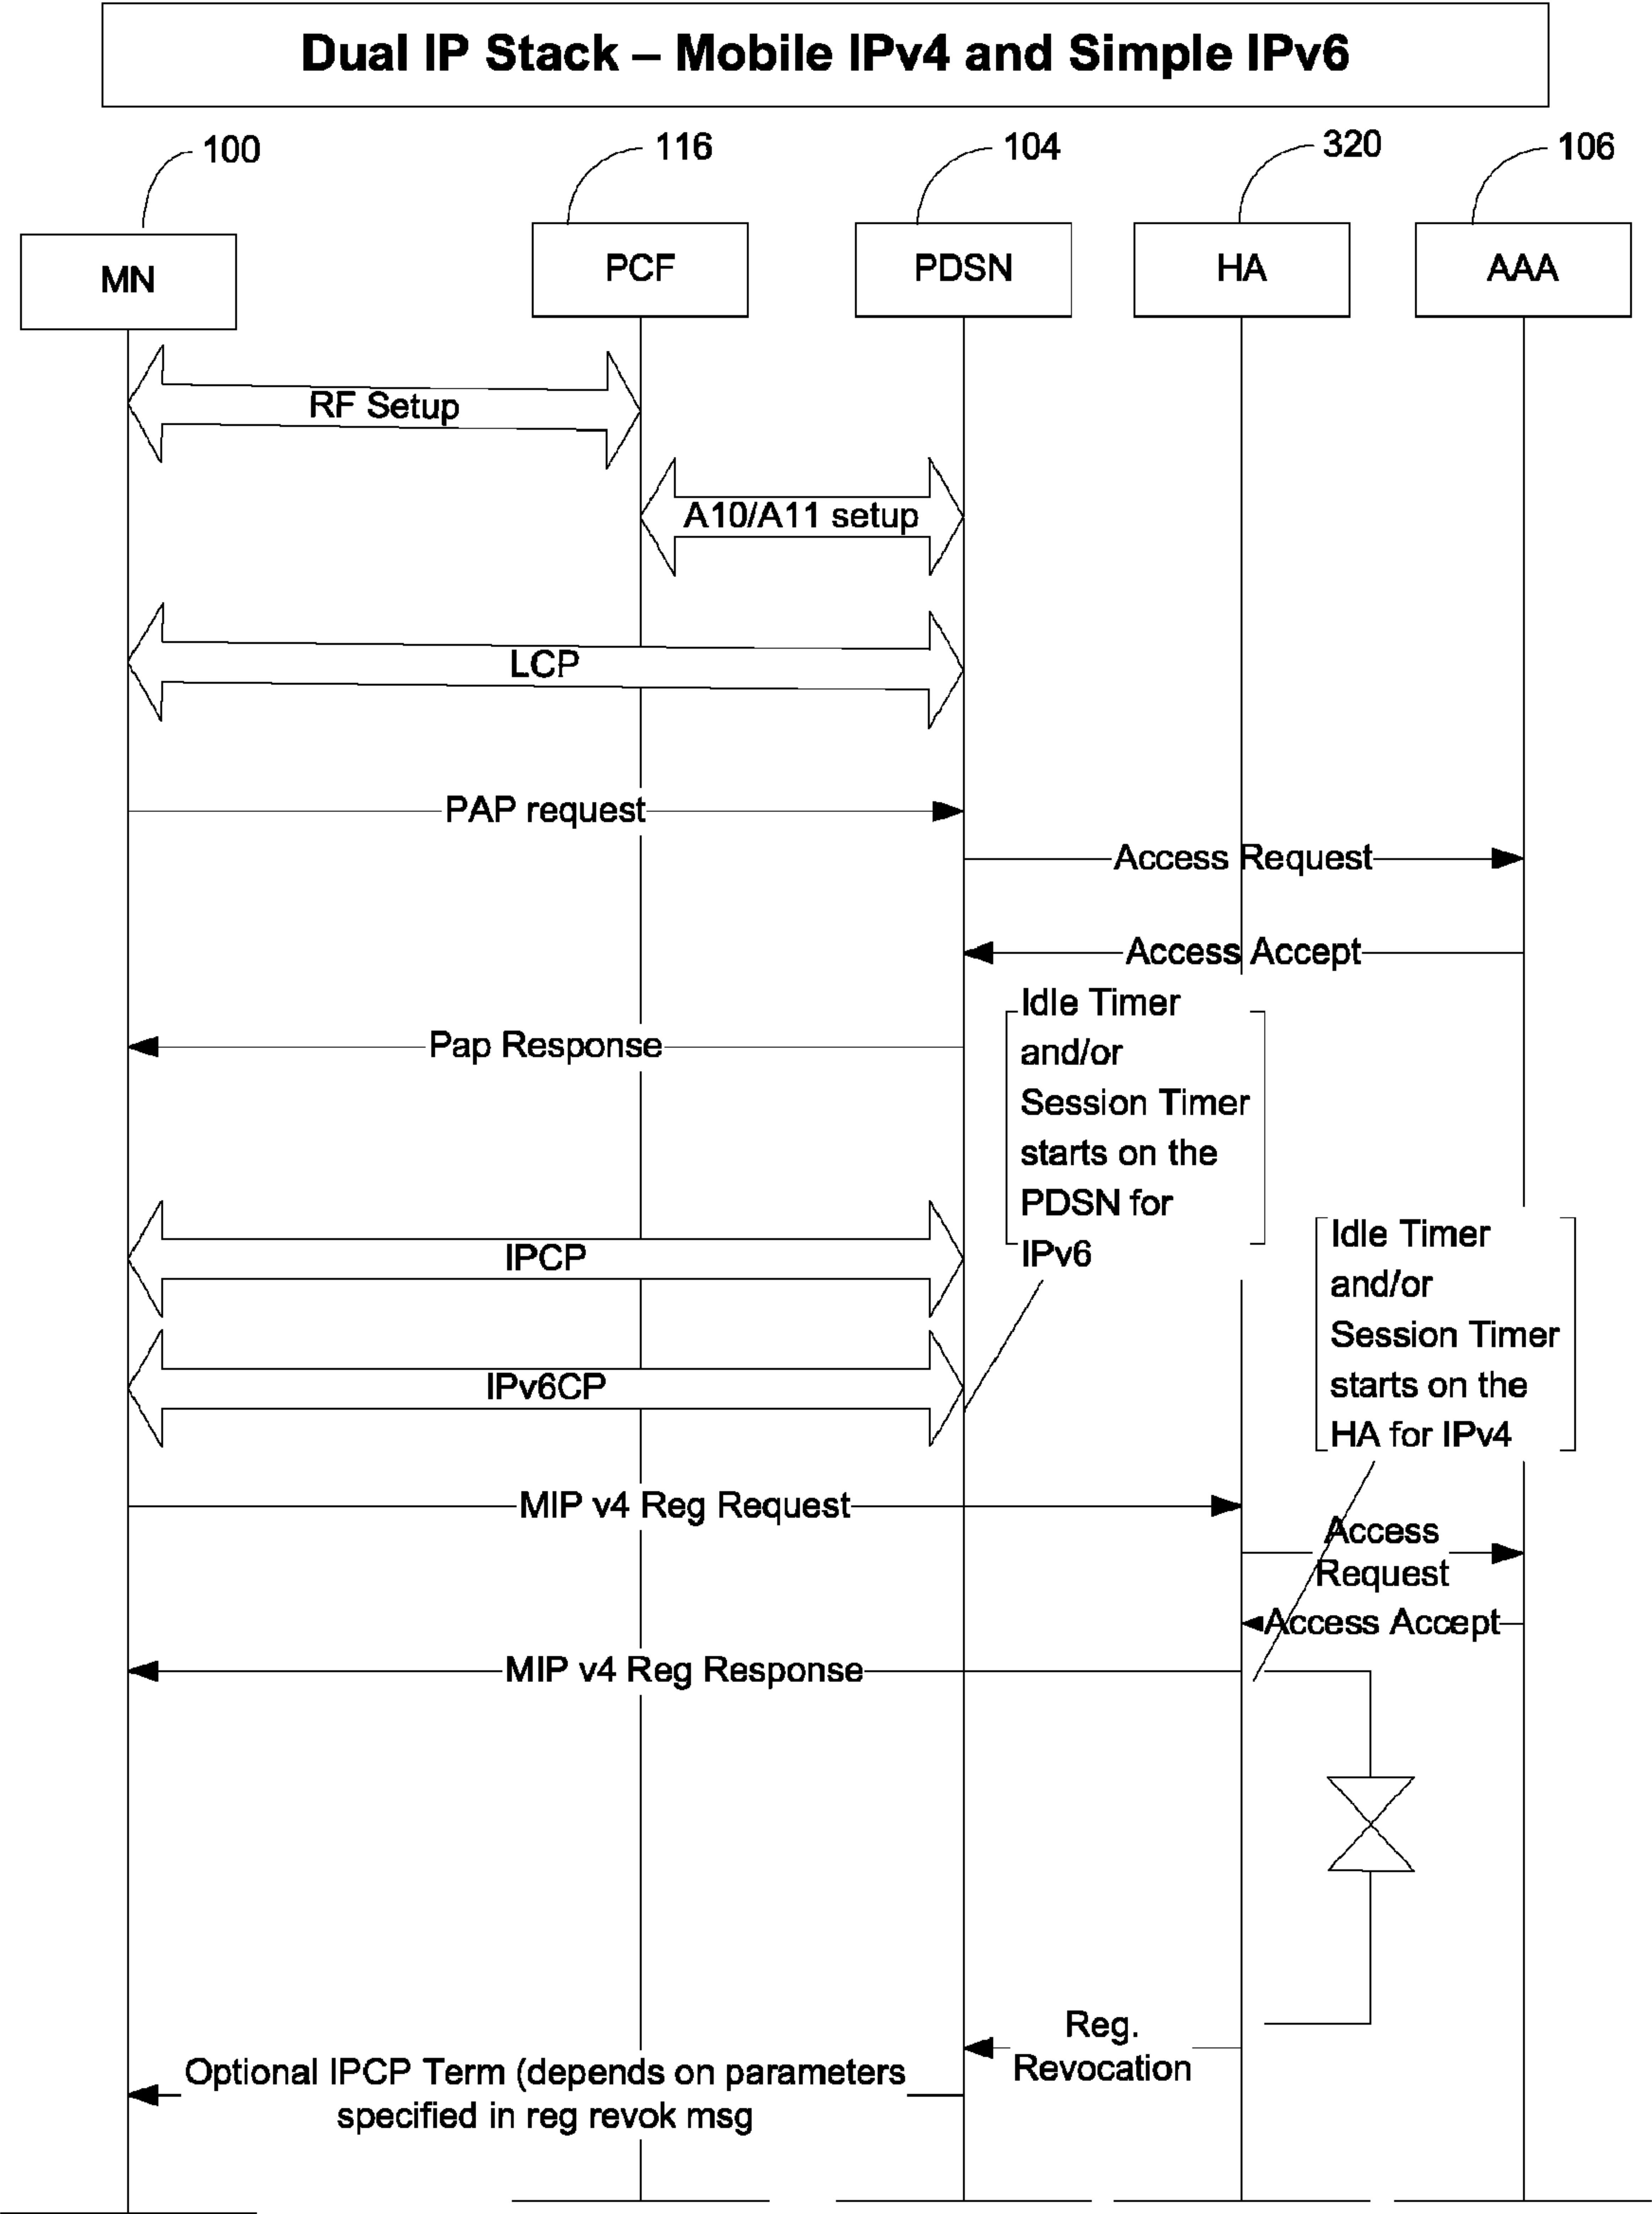 Dual IP Stack – Mobile IPv4 and Simple IPv6
100
116
104
320
106
MN
PCF
PDSN
HA
AAA
RF Setup
A10/A11 setup
LCP
PAP request
Access Request
Access Accept
Idle Timer
and/or
Session Timer
starts on the
PDSN for
IPv6
Pap Response
IPCP
Idle Timer
and/or
Session Timer
starts on the
HA for IPv4
IPv6CP
MIP v4 Reg Request
Access
Request
Access Accept
MIP v4 Reg Response
Reg.
Revocation
Optional IPCP Term (depends on parameters
specified in reg revok msg